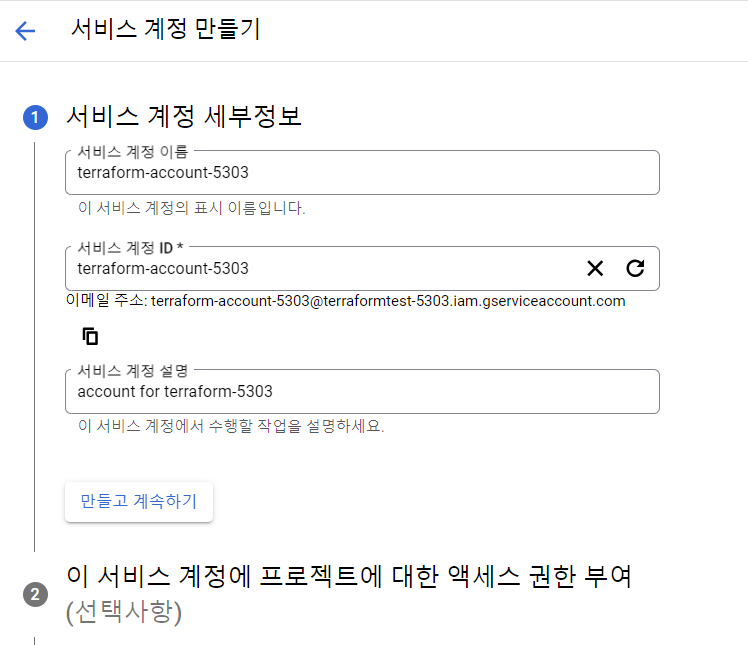 서비스 계정 만들기
1 서비스 계정 세부정보
서비스 계정 이름
terraform-account-5303
이 서비스 계정의 표시 이름입니다.
서비스 계정 ID *
terraform-account-5303
이메일 주소: terraform-account-5303@terraformtest-5303.iam.gserviceaccount.com
서비스 계정 설명
account for terraform-5303
이 서비스 계정에서 수행할 작업을 설명하세요.
만들고 계속하기
2 이 서비스 계정에 프로젝트에 대한 액세스 권한 부여
(선택사항)